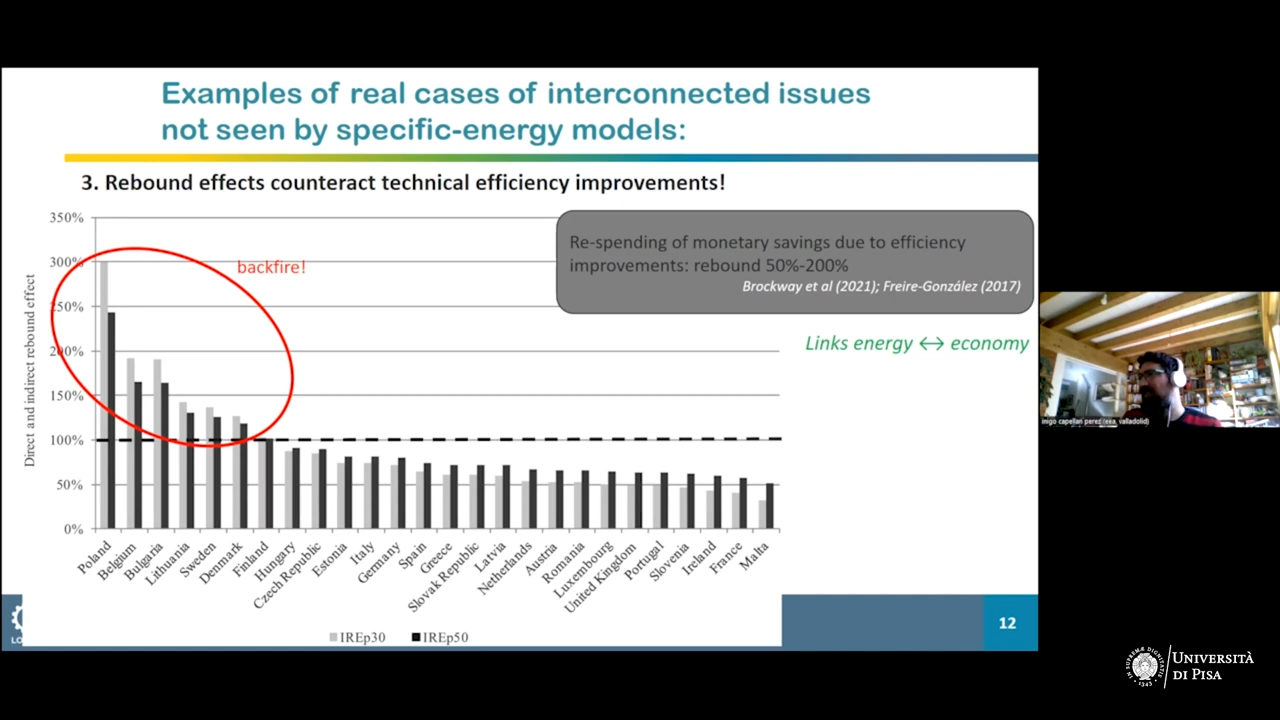 Examples of real cases of interconnected issues
not seen by specific-energy models:
3. Rebound effects counteract technical efficiency improvements!
Re-spending of monetary savings due to efficiency
improvements: rebound 50%-200%
Brockway et al (2021); Freire-González (2017)
Links energy ↔ economy
backfire!
Direct and indirect rebound effect
350%
300%
250%
200%
150%
100%
50%
0%
Poland
Belgium
Bulgaria
Lithuania
Sweden
Denmark
Finland
Hungary
Czech Republic
Estonia
Italy
Germany
Spain
Greece
Slovak Republic
Latvia
Netherlands
Austria
Romania
Luxembourg
United Kingdom
Portugal
Slovenia
Ireland
France
Malta
IREp30
IREp50
LO
12
inigo capellan perez (eea, valladolid)
IN SUPREMÆ DIGNITATIS
1343
UNIVERSITÀ
DI PISA